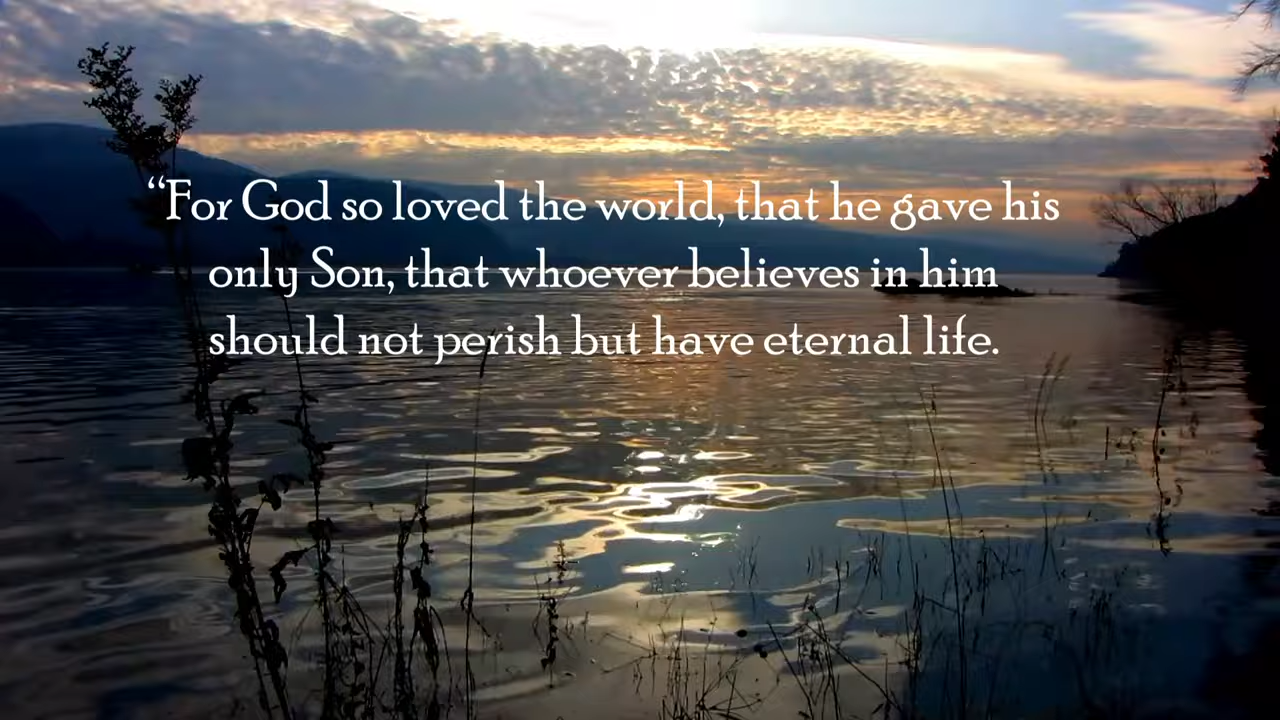 “For God so loved the world, that he gave his
only Son, that whoever believes in him
should not perish but have eternal life.